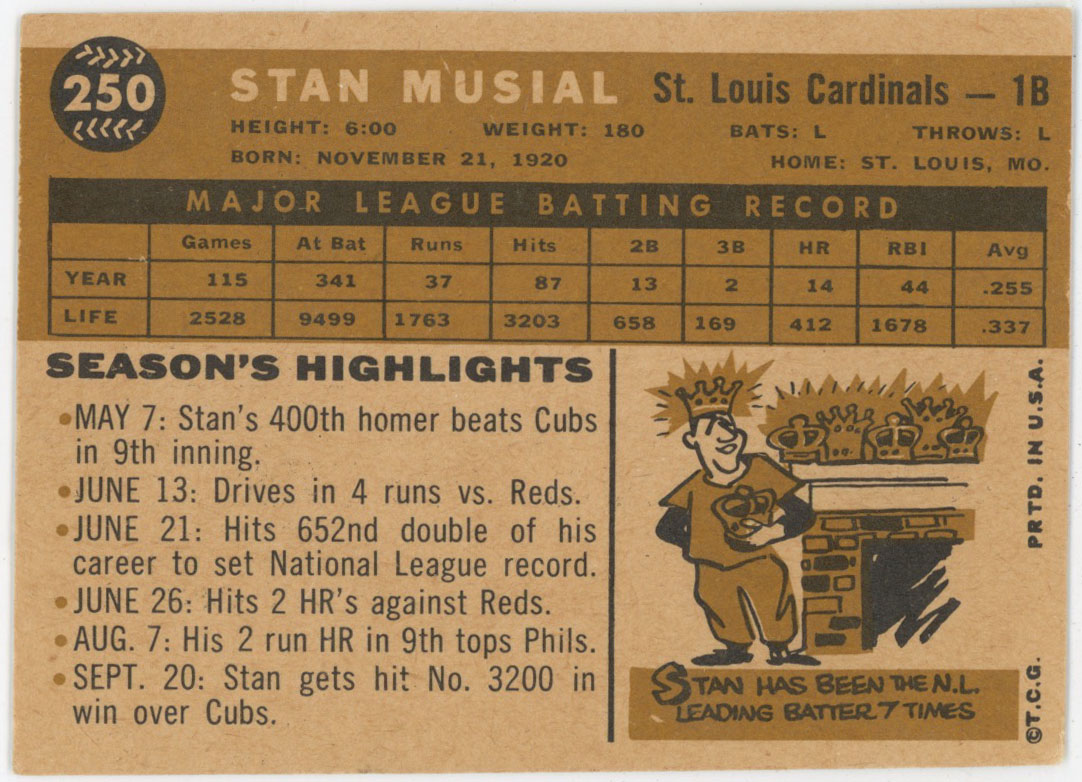 250
STAN MUSIAL St. Louis Cardinals — 1B
HEIGHT: 6:00 WEIGHT: 180 BATS: L THROWS: L
BORN: NOVEMBER 21, 1920 HOME: ST. LOUIS, MO.
MAJOR LEAGUE BATTING RECORD
Games At Bat Runs Hits 2B 3B HR RBI Avg
YEAR 115 341 37 87 13 2 14 44 .255
LIFE 2528 9499 1763 3203 658 169 412 1678 .337
SEASON'S HIGHLIGHTS
•MAY 7: Stan's 400th homer beats Cubs
in 9th inning.
•JUNE 13: Drives in 4 runs vs. Reds.
•JUNE 21: Hits 652nd double of his
career to set National League record.
•JUNE 26: Hits 2 HR's against Reds.
•AUG. 7: His 2 run HR in 9th tops Phils.
•SEPT. 20: Stan gets hit No. 3200 in
win over Cubs.
STAN HAS BEEN THE N.L.
LEADING BATTER 7 TIMES
©T.C.G. PRTD. IN U.S.A.